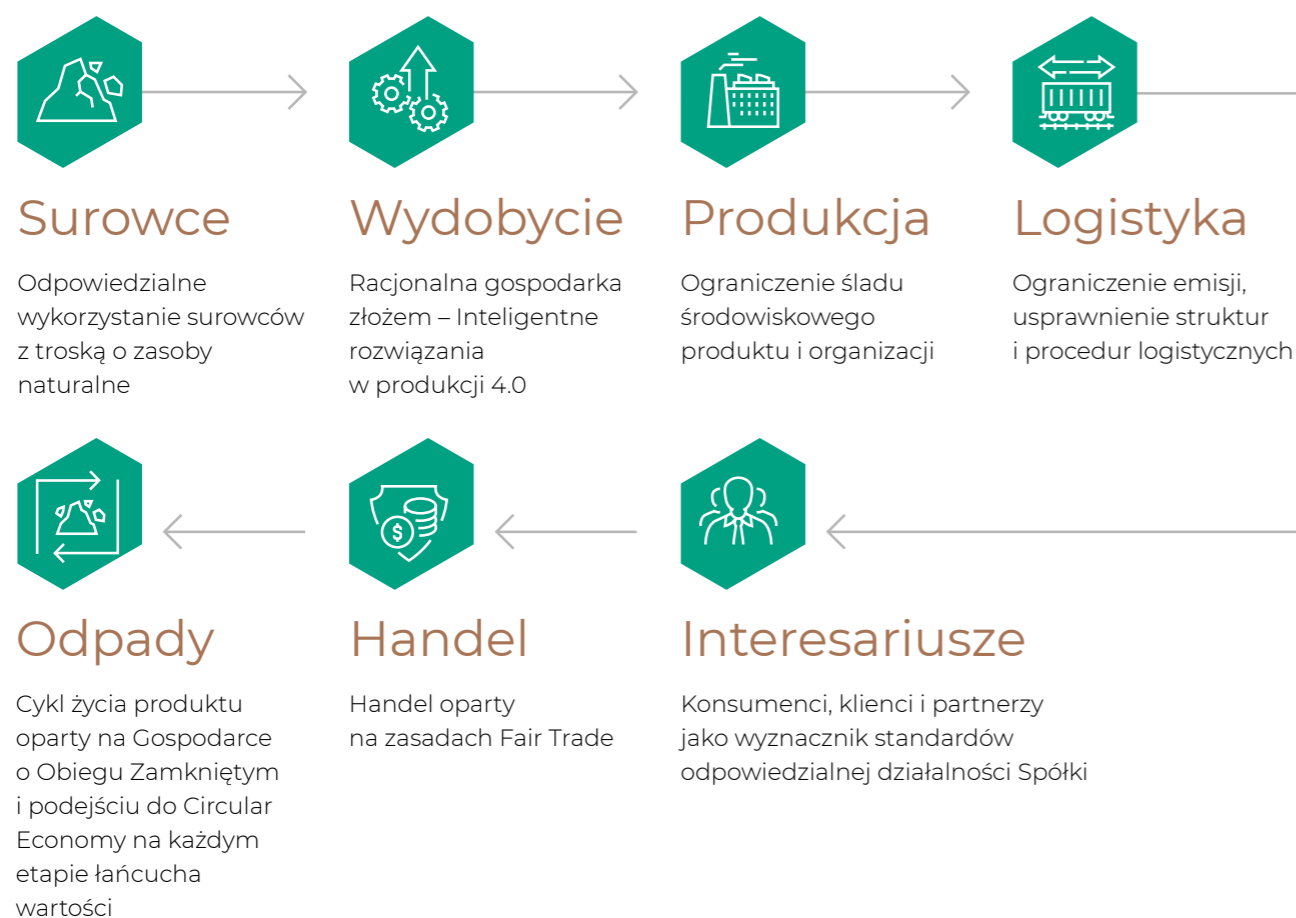 Surowce
Odpowiedzialne
wykorzystanie surowców
z troską o zasoby
naturalne
Wydobycie
Racjonalna gospodarka
złożem – Inteligentne
rozwiązania
w produkcji 4.0
Produkcja
Ograniczenie śladu
środowiskowego
produktu i organizacji
Logistyka
Ograniczenie emisji,
usprawnienie struktur
i procedur logistycznych
Odpady
Cykl życia produktu
oparty na Gospodarce
o Obiegu Zamkniętym
i podejściu do Circular
Economy na każdym
etapie łańcucha
wartości
$
Handel
Handel oparty
na zasadach Fair Trade
Interesariusze
Konsumenci, klienci i partnerzy
jako wyznacznik standardów
odpowiedzialnej działalności Spółki